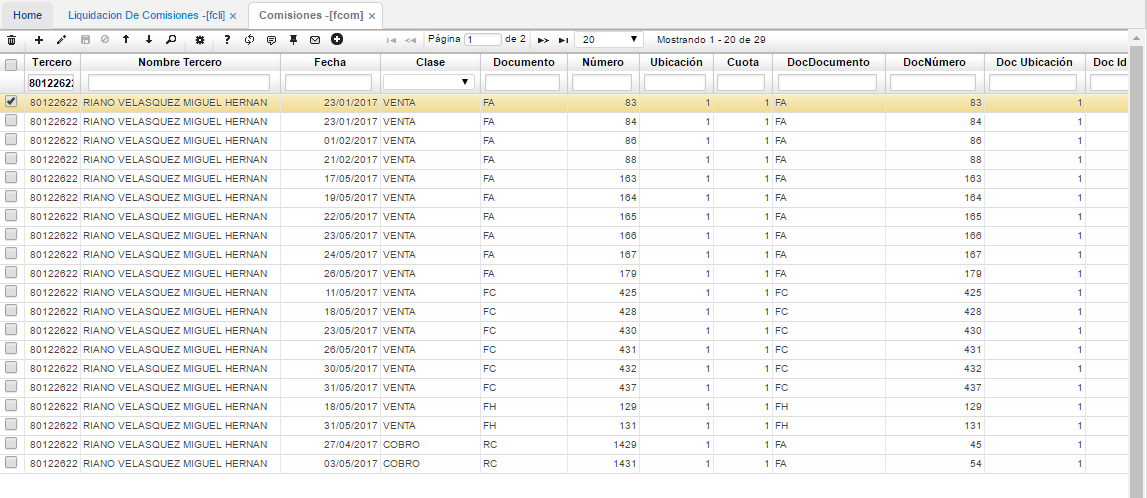 Home Liquidacion De Comisiones -[fcli] × Comisiones -[fcom] ×
Página 1 de 2 20 Mostrando 1 - 20 de 29
Tercero Nombre Tercero Fecha Clase Documento Número Ubicación Cuota DocDocumento DocNúmero Doc Ubicación Doc Id
80122622
80122622 RIANO VELASQUEZ MIGUEL HERNAN 23/01/2017 VENTA FA 83 1 1 FA 83 1
80122622 RIANO VELASQUEZ MIGUEL HERNAN 23/01/2017 VENTA FA 84 1 1 FA 84 1
80122622 RIANO VELASQUEZ MIGUEL HERNAN 01/02/2017 VENTA FA 86 1 1 FA 86 1
80122622 RIANO VELASQUEZ MIGUEL HERNAN 21/02/2017 VENTA FA 88 1 1 FA 88 1
80122622 RIANO VELASQUEZ MIGUEL HERNAN 17/05/2017 VENTA FA 163 1 1 FA 163 1
80122622 RIANO VELASQUEZ MIGUEL HERNAN 19/05/2017 VENTA FA 164 1 1 FA 164 1
80122622 RIANO VELASQUEZ MIGUEL HERNAN 22/05/2017 VENTA FA 165 1 1 FA 165 1
80122622 RIANO VELASQUEZ MIGUEL HERNAN 23/05/2017 VENTA FA 166 1 1 FA 166 1
80122622 RIANO VELASQUEZ MIGUEL HERNAN 24/05/2017 VENTA FA 167 1 1 FA 167 1
80122622 RIANO VELASQUEZ MIGUEL HERNAN 26/05/2017 VENTA FA 179 1 1 FA 179 1
80122622 RIANO VELASQUEZ MIGUEL HERNAN 11/05/2017 VENTA FC 425 1 1 FC 425 1
80122622 RIANO VELASQUEZ MIGUEL HERNAN 18/05/2017 VENTA FC 428 1 1 FC 428 1
80122622 RIANO VELASQUEZ MIGUEL HERNAN 23/05/2017 VENTA FC 430 1 1 FC 430 1
80122622 RIANO VELASQUEZ MIGUEL HERNAN 26/05/2017 VENTA FC 431 1 1 FC 431 1
80122622 RIANO VELASQUEZ MIGUEL HERNAN 30/05/2017 VENTA FC 432 1 1 FC 432 1
80122622 RIANO VELASQUEZ MIGUEL HERNAN 31/05/2017 VENTA FC 437 1 1 FC 437 1
80122622 RIANO VELASQUEZ MIGUEL HERNAN 18/05/2017 VENTA FH 129 1 1 FH 129 1
80122622 RIANO VELASQUEZ MIGUEL HERNAN 31/05/2017 VENTA FH 131 1 1 FH 131 1
80122622 RIANO VELASQUEZ MIGUEL HERNAN 27/04/2017 COBRO RC 1429 1 1 FA 45 1
80122622 RIANO VELASQUEZ MIGUEL HERNAN 03/05/2017 COBRO RC 1431 1 1 FA 54 1